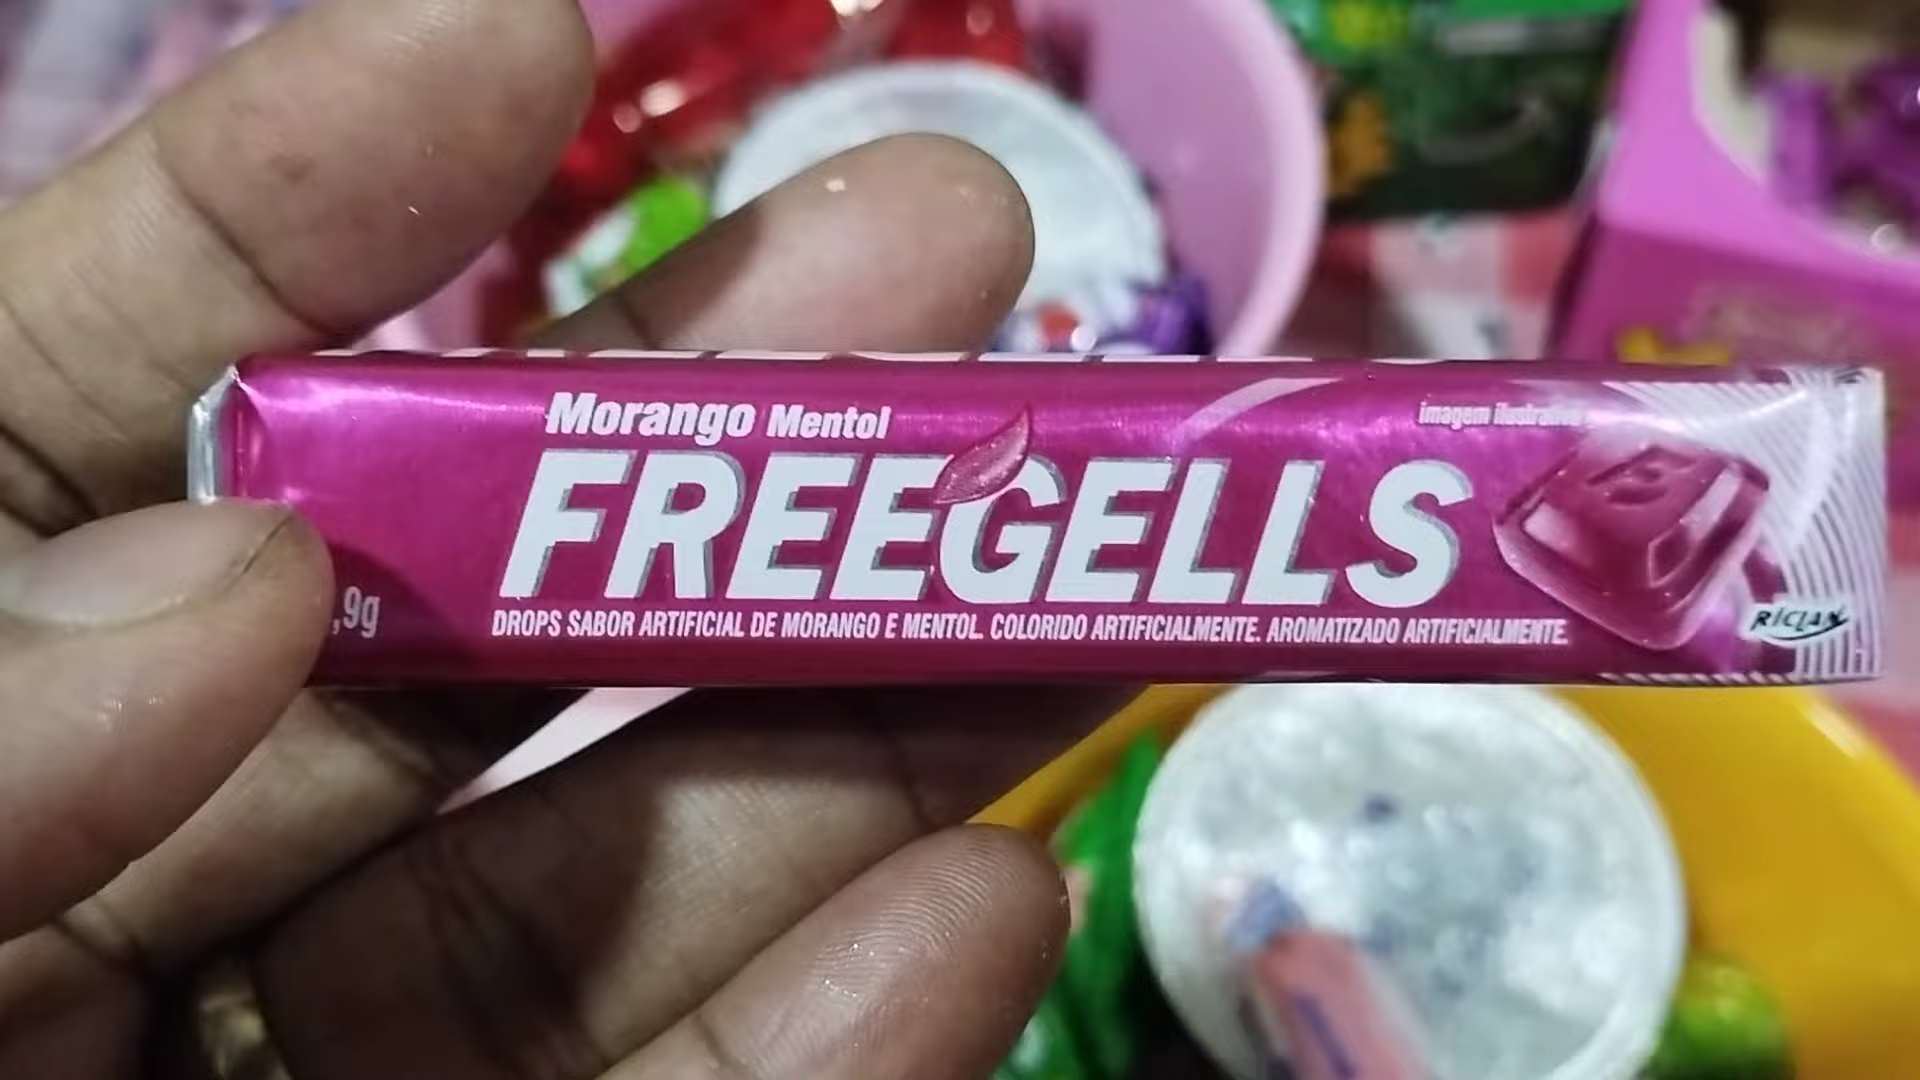 Morango Mentol
imagem ilustrativa
FREEGELLS
,9g
DROPS SABOR ARTIFICIAL DE MORANGO E MENTOL. COLORIDO ARTIFICIALMENTE. AROMATIZADO ARTIFICIALMENTE.
RICLAN